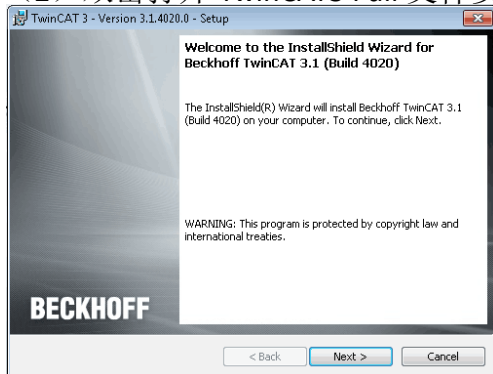 TwinCAT 3 - Version 3.1.4020.0 - Setup
Welcome to the InstallShield Wizard for
Beckhoff TwinCAT 3.1 (Build 4020)
The InstallShield(R) Wizard will install Beckhoff TwinCAT 3.1
(Build 4020) on your computer. To continue, click Next.
WARNING: This program is protected by copyright law and
international treaties.
BECKHOFF
< Back
Next >
Cancel